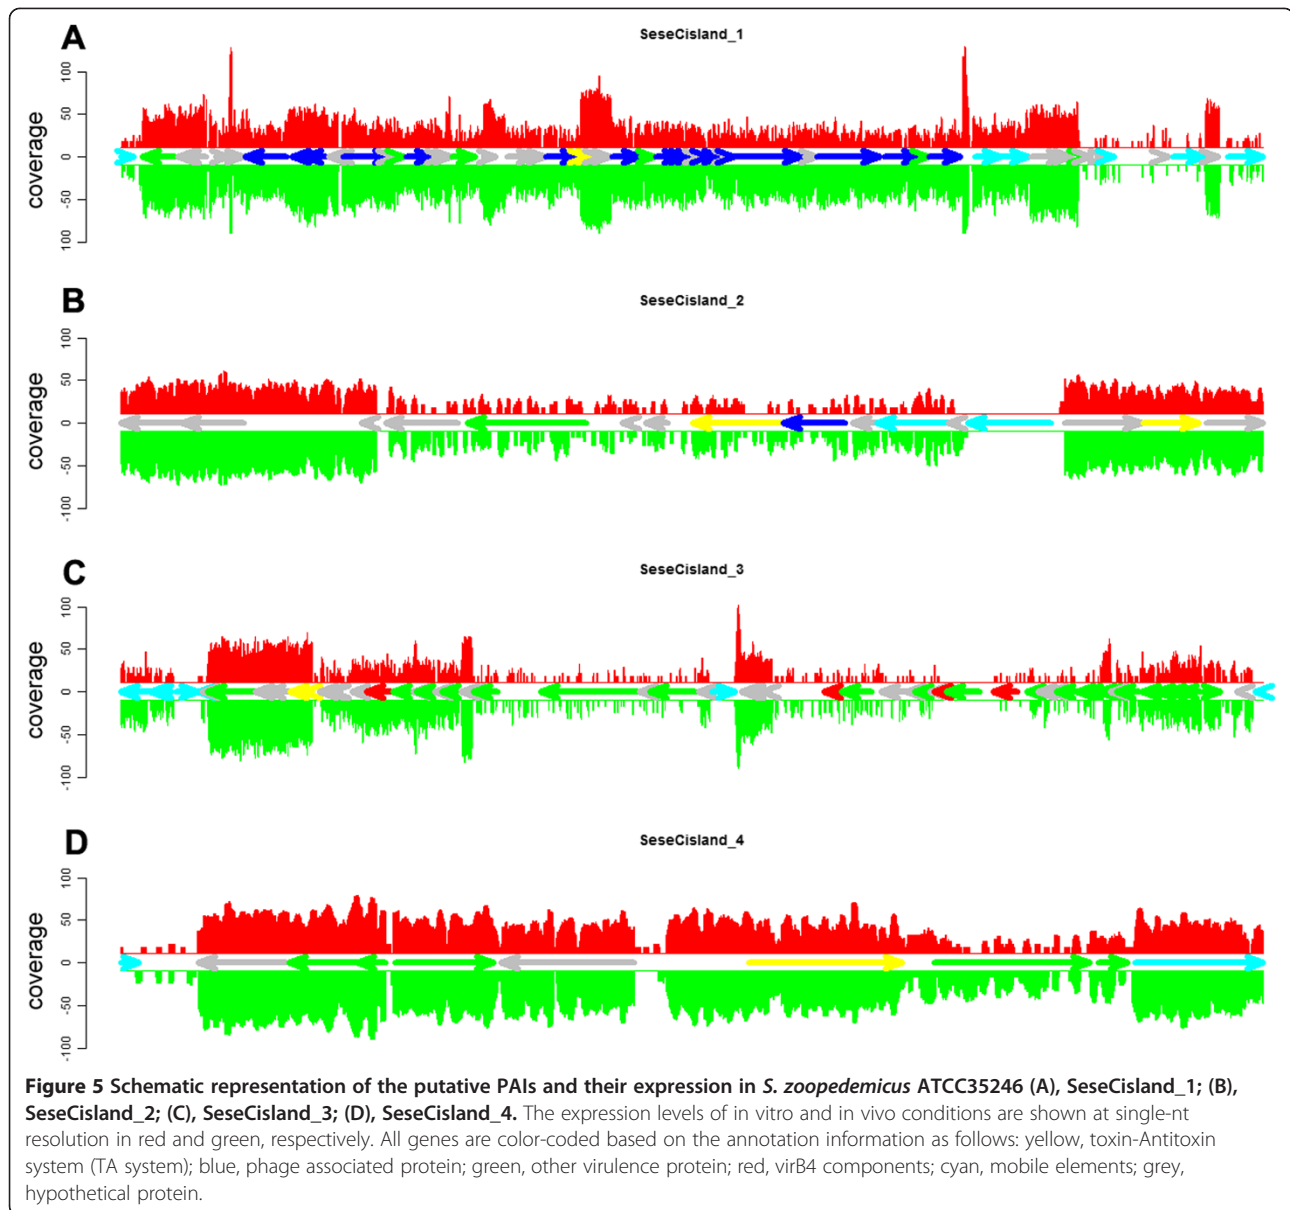 A
SeseCisland_1
coverage
100
50
0
-50
100
B
SeseCisland_2
coverage
100
50
0
-50
-100
C
SeseCisland_3
coverage
100
50
0
-50
-100
D
SeseCisland_4
coverage
100
50
0
-50
-100
Figure 5 Schematic representation of the putative PAIs and their expression in S. zoopedemicus ATCC35246 (A), SeseCisland_1; (B),
SeseCisland_2; (C), SeseCisland_3; (D), SeseCisland_4. The expression levels of in vitro and in vivo conditions are shown at single-nt
resolution in red and green, respectively. All genes are color-coded based on the annotation information as follows: yellow, toxin-Antitoxin
system (TA system); blue, phage associated protein; green, other virulence protein; red, virB4 components; cyan, mobile elements; grey,
hypothetical protein.